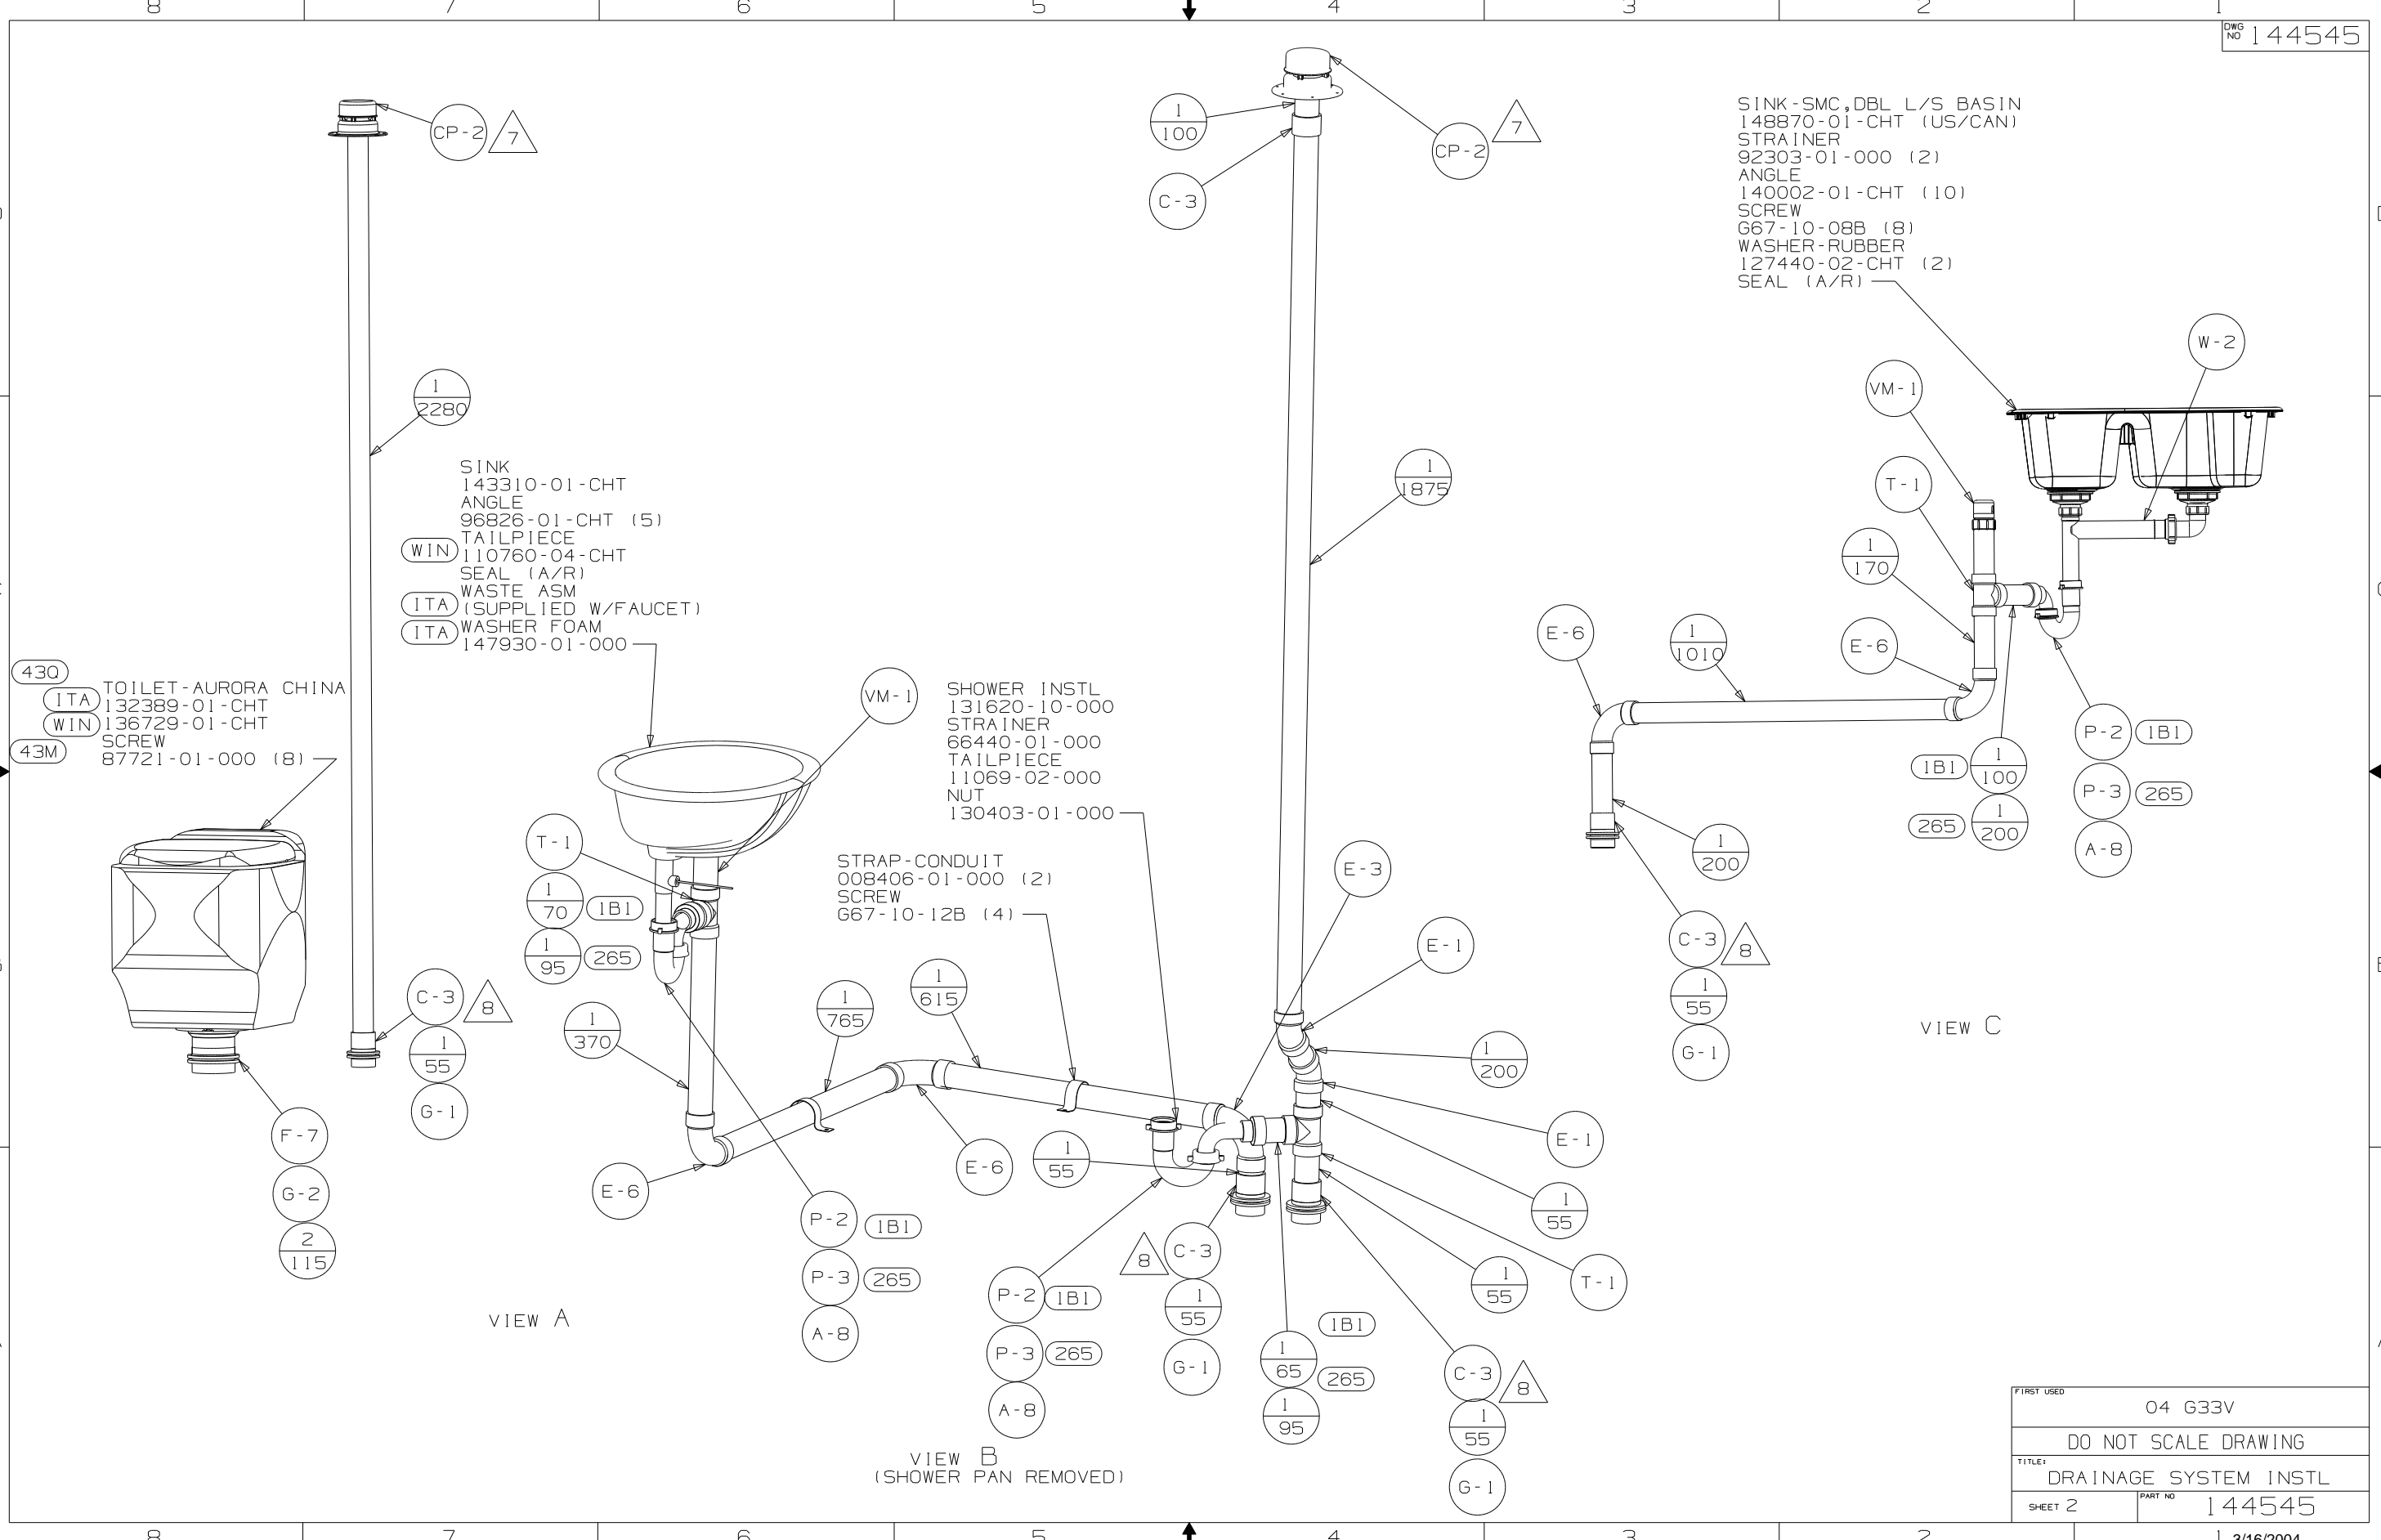 8 7 6 5 4 3 2 1
DWG NO 144545
CP-2 7
1
2280
SINK
143310-01-CHT
ANGLE
96826-01-CHT (5)
TAILPIECE
WIN 110760-04-CHT
SEAL (A/R)
WASTE ASM
ITA (SUPPLIED W/FAUCET)
ITA WASHER FOAM
147930-01-000
43Q
TOILET-AURORA CHINA
ITA 132389-01-CHT
WIN 136729-01-CHT
SCREW
43M
87721-01-000 (8)
C-3 8
1
55
G-1
F-7
G-2
2
115
VIEW A
VM-1
T-1
1
70 1B1
1
95 265
1
370
1
765
1
615
E-6
E-6
P-2 1B1
P-3 265
A-8
STRAP-CONDUIT
008406-01-000 (2)
SCREW
G67-10-12B (4)
SHOWER INSTL
131620-10-000
STRAINER
66440-01-000
TAILPIECE
11069-02-000
NUT
130403-01-000
1
100
C-3
CP-2 7
1
1875
E-3
E-1
1
200
E-1
1
55
T-1
1
55
1
55
P-2 1B1
P-3 265
A-8
8 C-3
1
55
G-1
1B1
1
65
265
1
95
C-3 8
1
55
G-1
VIEW B
(SHOWER PAN REMOVED)
SINK-SMC,DBL L/S BASIN
148870-01-CHT (US/CAN)
STRAINER
92303-01-000 (2)
ANGLE
140002-01-CHT (10)
SCREW
G67-10-08B (8)
WASHER-RUBBER
127440-02-CHT (2)
SEAL (A/R)
W-2
VM-1
T-1
1
170
E-6
1
1010
E-6
P-2 1B1
P-3 265
A-8
1B1 1
100
265 1
200
1
200
C-3 8
1
55
G-1
VIEW C
FIRST USED
04 G33V
DO NOT SCALE DRAWING
TITLE:
DRAINAGE SYSTEM INSTL
SHEET 2
PART NO 144545
8 7 6 5 4 3 2 1
3/16/2004